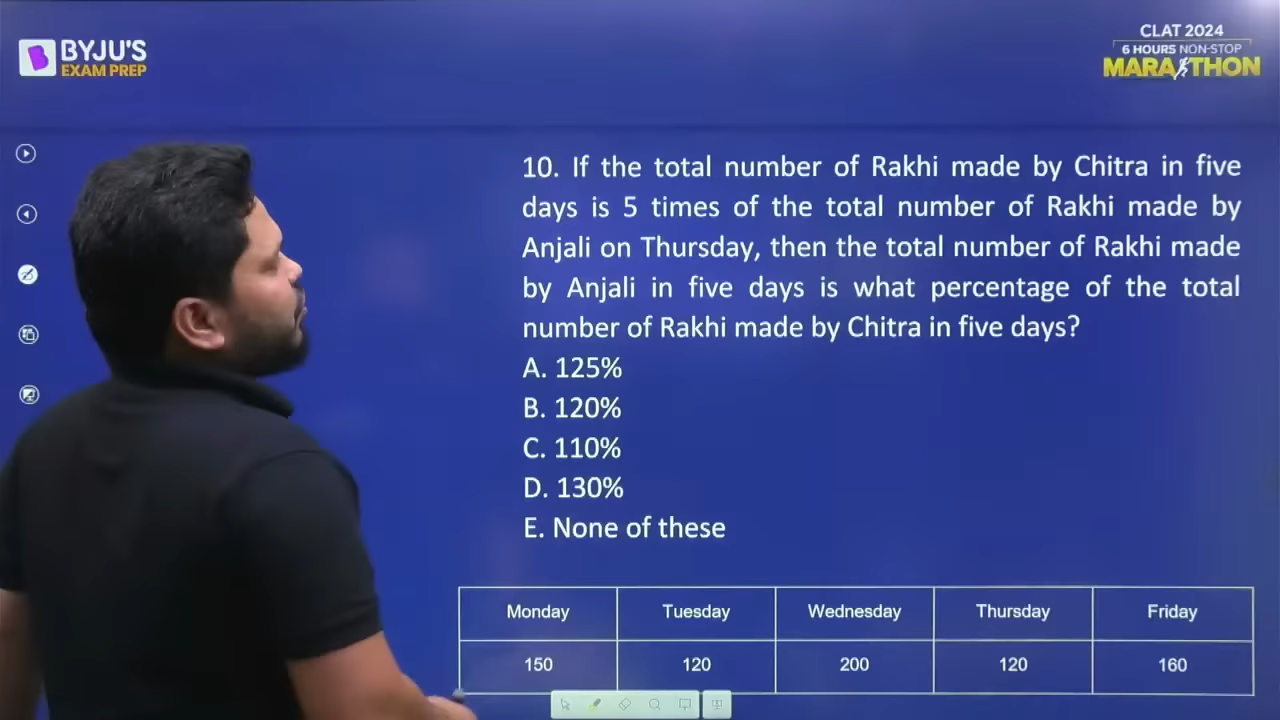 BYJU'S
EXAM PREP
CLAT 2024
6 HOURS NON-STOP
MARATHON
10. If the total number of Rakhi made by Chitra in five
days is 5 times of the total number of Rakhi made by
Anjali on Thursday, then the total number of Rakhi made
by Anjali in five days is what percentage of the total
number of Rakhi made by Chitra in five days?
A. 125%
B. 120%
C. 110%
D. 130%
E. None of these
Monday Tuesday Wednesday Thursday Friday
150 120 200 120 160